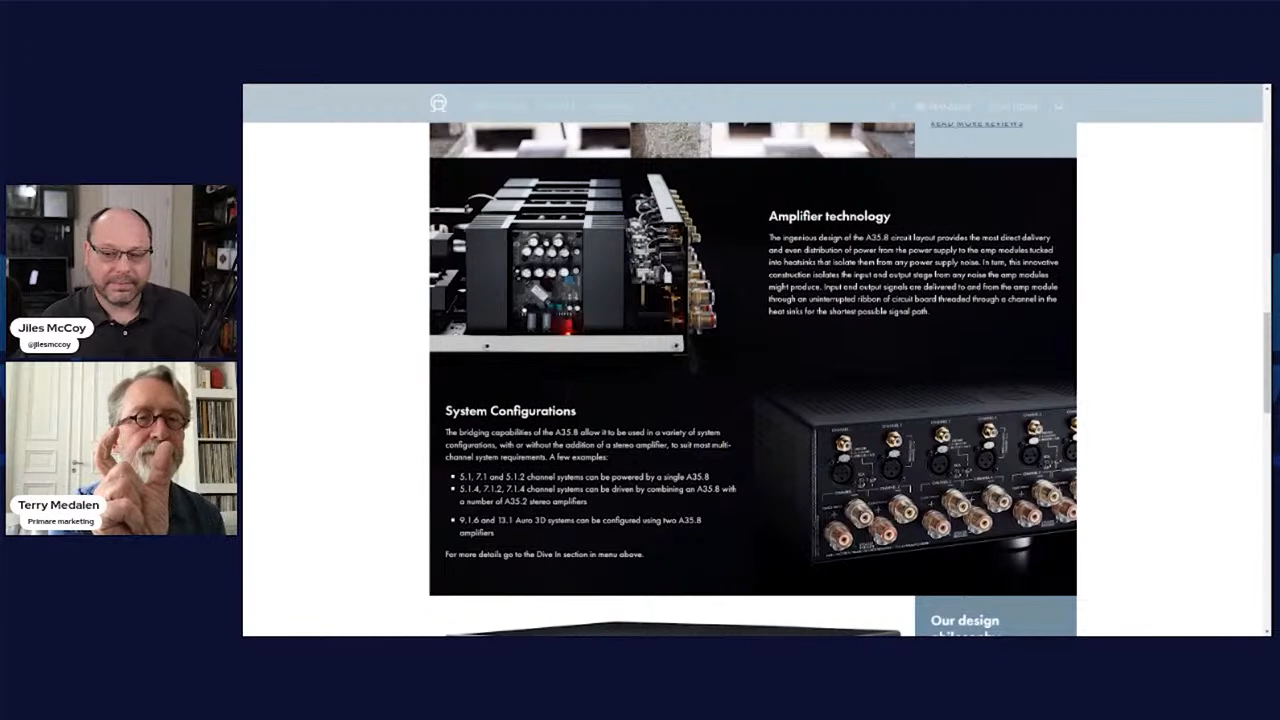 READ MORE REVIEWS
Amplifier technology
The ingenious design of the A35.8 circuit layout provides the most direct delivery
and even distribution of power from the power supply to the amp modules tucked
into heatsinks that isolate them from any power supply noise. In turn, this innovative
construction isolates the input and output stage from any noise the amp modules
might produce. Input and output signals are delivered to and from the amp module
through an uninterrupted ribbon of circuit board threaded through a channel in the
heat sinks for the shortest possible signal path.
Jiles McCoy
@jilesmccoy
System Configurations
The bridging capabilities of the A35.8 allow it to be used in a variety of system
configurations, with or without the addition of a stereo amplifier, to suit most multi-
channel system requirements. A few examples:
5.1, 7.1 and 5.1.2 channel systems can be powered by a single A35.8
5.1.4, 7.1.2, 7.1.4 channel systems can be driven by combining an A35.8 with
a number of A35.2 stereo amplifiers
9.1.6 and 13.1 Auro 3D systems can be configured using two A35.8
amplifiers
For more details go to the Dive In section in menu above.
Terry Medalen
Primare marketing
Our design
philosophy